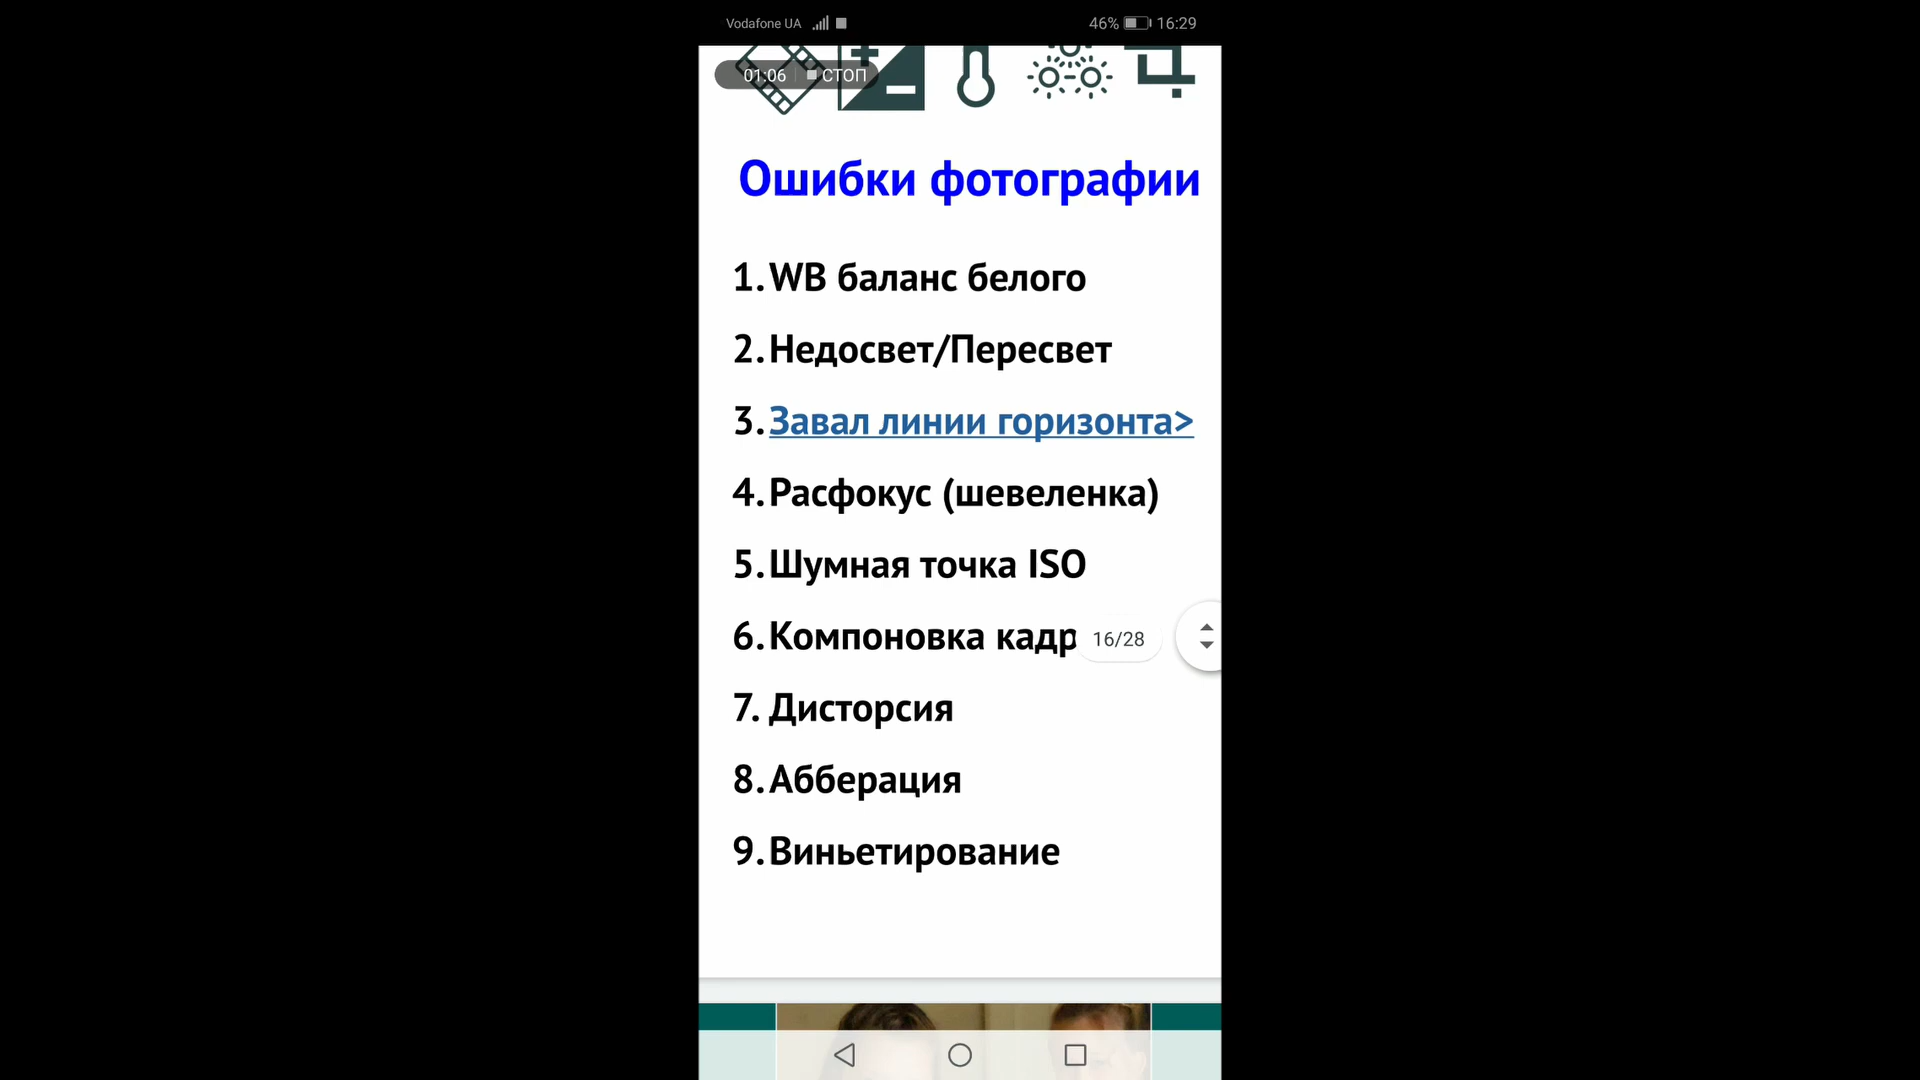 Vodafone UA
46% 16:29
01:06 СТОП
Ошибки фотографии
1. WB баланс белого
2. Недосвет/Пересвет
3. Завал линии горизонта>
4. Расфокус (шевеленка)
5. Шумная точка ISO
6. Компоновка кадр
16/28
7. Дисторсия
8. Абберация
9. Виньетирование